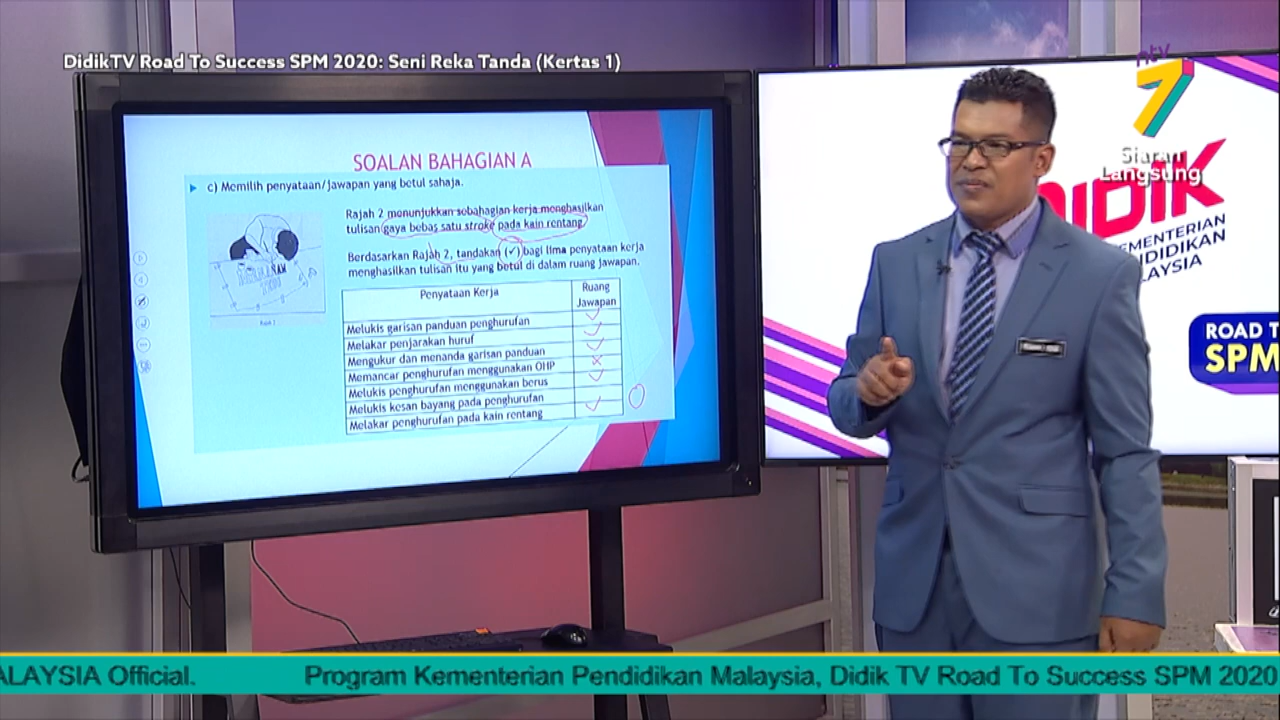 DidikTV Road To Success SPM 2020: Seni Reka Tanda (Kertas 1)
ntv
7
Siaran
Langsung
SOALAN BAHAGIAN A
c) Memilih penyataan/jawapan yang betul sahaja.
Rajah 2 menunjukkan sebahagian kerja menghasilkan
tulisan gaya bebas satu stroke pada kain rentang
Berdasarkan Rajah 2, tandakan (✓) bagi lima penyataan kerja
menghasilkan tulisan itu yang betul di dalam ruang jawapan.
Rajah 2
Penyataan Kerja
Ruang
Jawapan
Melukis garisan panduan penghurufan
Melakar penjarakan huruf
Mengukur dan menanda garisan panduan
Memancar penghurufan menggunakan OHP
Melukis penghurufan menggunakan berus
Melukis kesan bayang pada penghurufan
Melakar penghurufan pada kain rentang
DIDIK
KEMENTERIAN
PENDIDIKAN
MALAYSIA
ROAD T
SPM
ALAYSIA Official. Program Kementerian Pendidikan Malaysia, Didik TV Road To Success SPM 2020